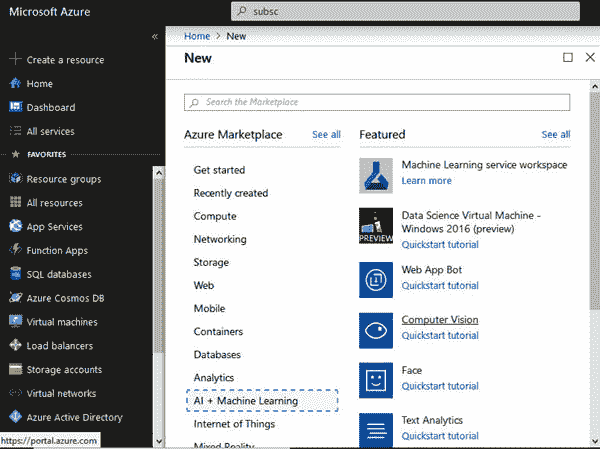 Microsoft Azure
subsc
«
Home > New
New
Create a resource
Home
Dashboard
All services
FAVORITES
Resource groups
All resources
App Services
Function Apps
SQL databases
Azure Cosmos DB
Virtual machines
Load balancers
Storage accounts
Virtual networks
Azure Active Directory
https://portal.azure.com
Search the Marketplace
Azure Marketplace See all
Get started
Recently created
Compute
Networking
Storage
Web
Mobile
Containers
Databases
Analytics
AI + Machine Learning
Internet of Things
Mixed Reality
Featured See all
Machine Learning service workspace
Learn more
PREVIEW
Data Science Virtual Machine -
Windows 2016 (preview)
Quickstart tutorial
Web App Bot
Quickstart tutorial
Computer Vision
Quickstart tutorial
Face
Quickstart tutorial
Text Analytics
Quickstart tutorial